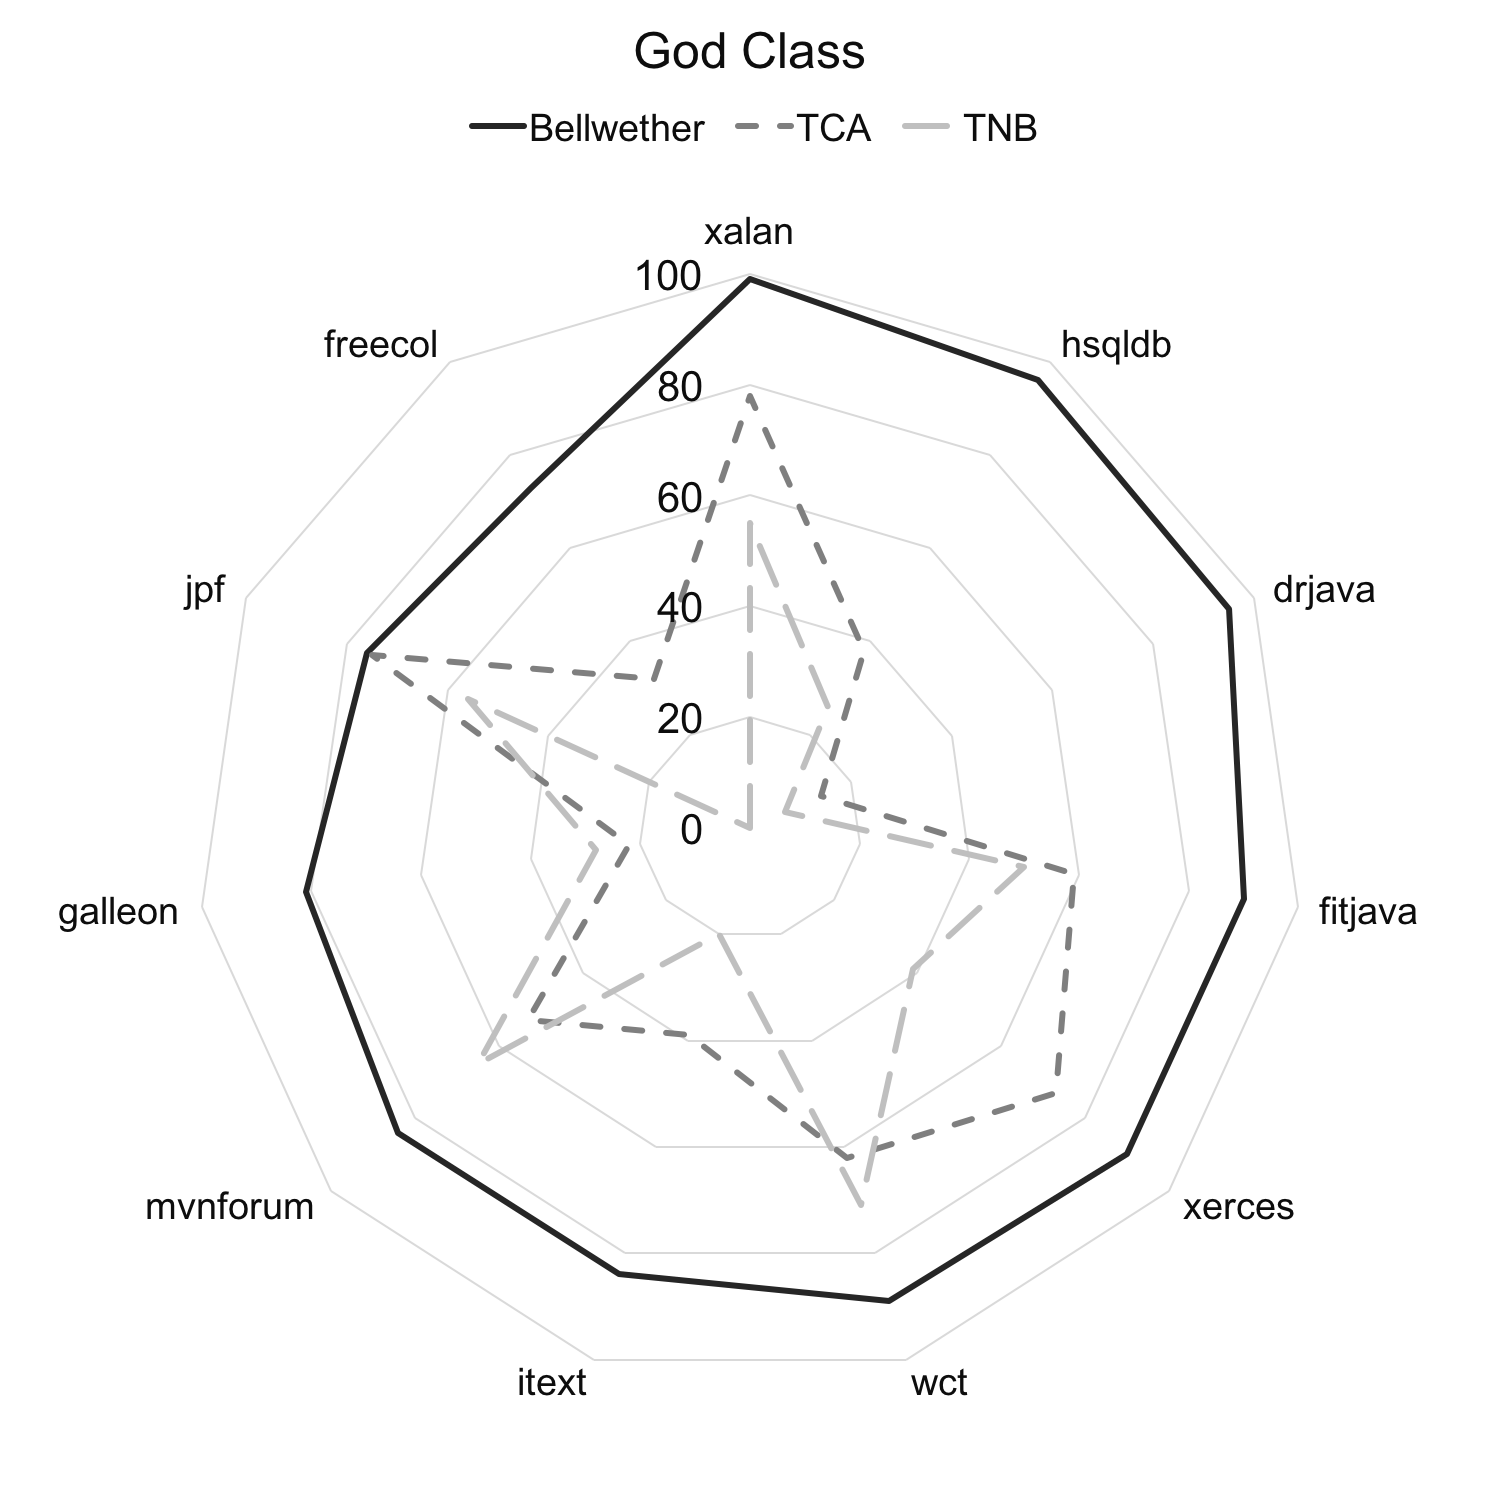 God Class
Bellwether TCA TNB
xalan
100
hsqldb
freecol
80
60
drjava
jpf
40
20
0
galleon
fitjava
mvnforum
xerces
itext
wct